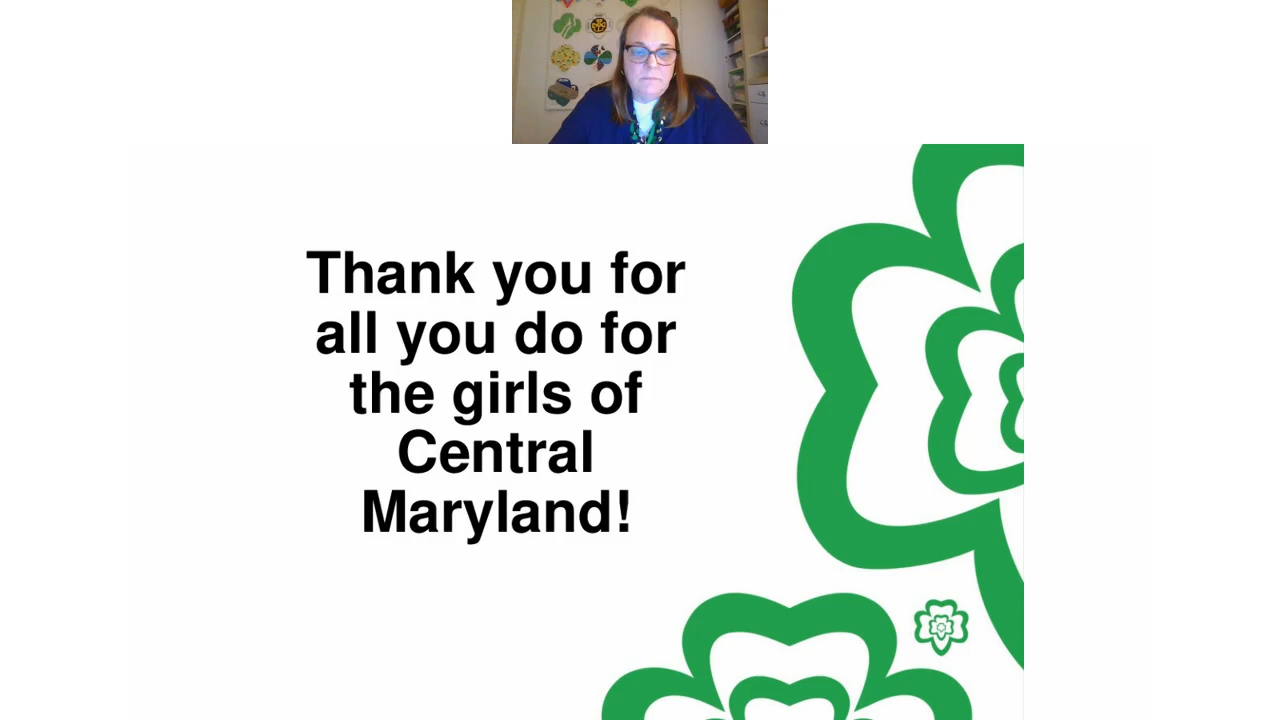 Thank you for
all you do for
the girls of
Central
Maryland!